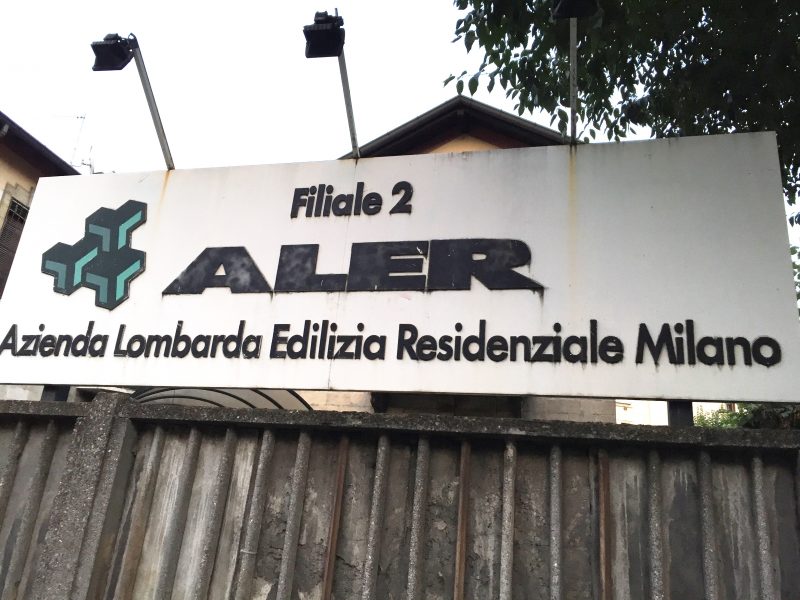 Filiale 2
ALER
Azienda Lombarda Edilizia Residenziale Milano